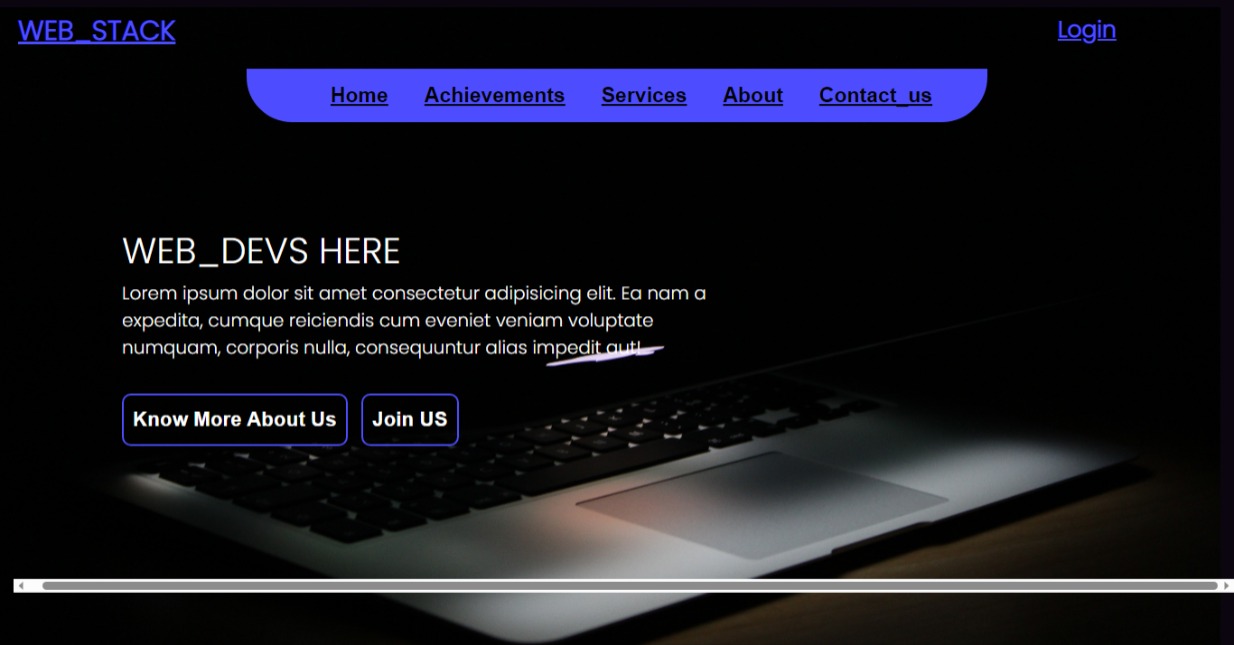 WEB_STACK
Login
Home Achievements Services About Contact_us
WEB_DEVS HERE
Lorem ipsum dolor sit amet consectetur adipisicing elit. Ea nam a
expedita, cumque reiciendis cum eveniet veniam voluptate
numquam, corporis nulla, consequuntur alias impedit aut!
Know More About Us Join US